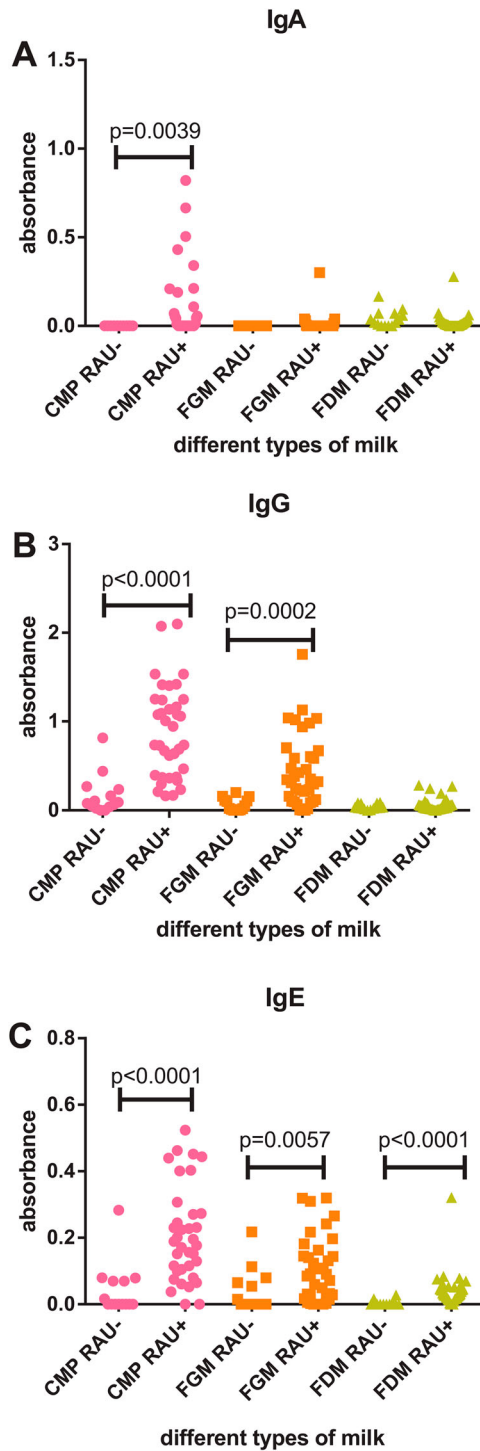 IgA
A
1.5
p=0.0039
1.0
absorbance
0.5
0.0
CMP RAU-
CMP RAU+
FGM RAU-
FGM RAU+
FDM RAU-
FDM RAU+
different types of milk
IgG
B
3
p<0.0001
p=0.0002
2
absorbance
1
0
CMP RAU-
CMP RAU+
FGM RAU-
FGM RAU+
FDM RAU-
FDM RAU+
different types of milk
IgE
C
0.8
p<0.0001
0.6
p=0.0057
p<0.0001
absorbance
0.4
0.2
0.0
CMP RAU-
CMP RAU+
FGM RAU-
FGM RAU+
FDM RAU-
FDM RAU+
different types of milk